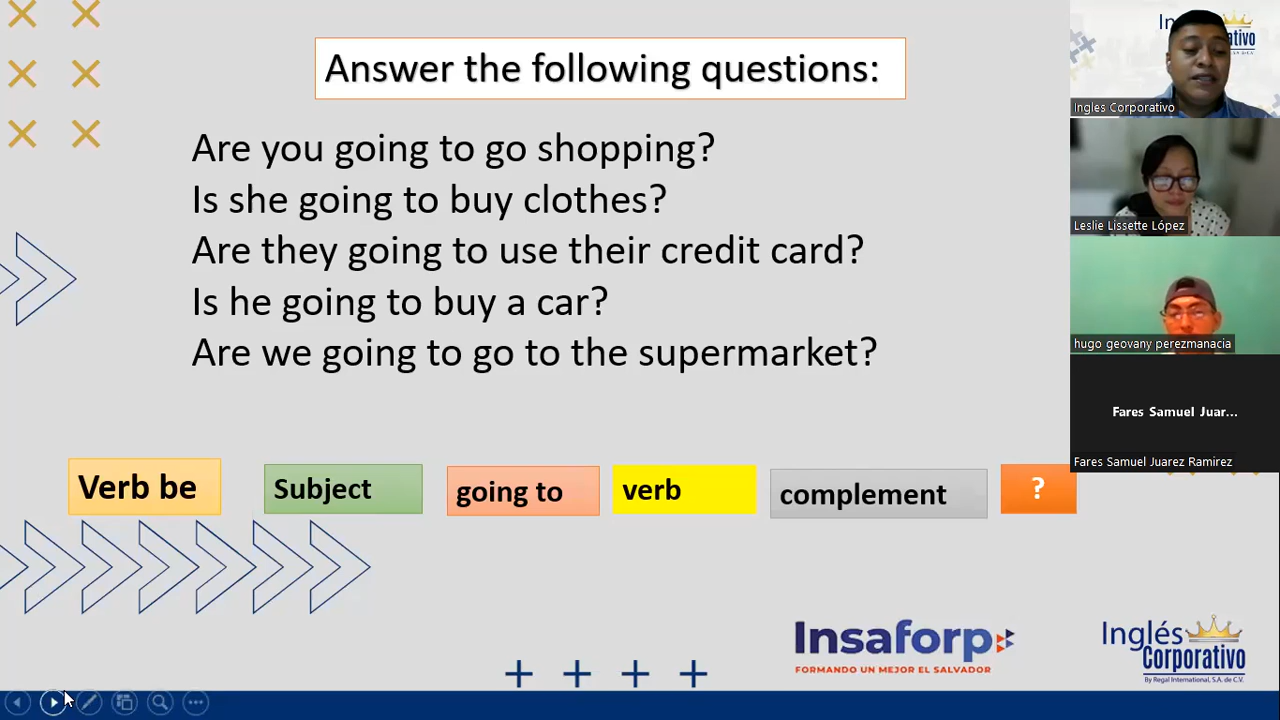 Answer the following questions:
Are you going to go shopping?
Is she going to buy clothes?
Are they going to use their credit card?
Is he going to buy a car?
Are we going to go to the supermarket?
Verb be
Subject
going to
verb
complement
?
Insaforp
FORMANDO UN MEJOR EL SALVADOR
Inglés
Corporativo
By Regal International, S.A. de C.V.
Ingles Corporativo
Leslie Lissette López
hugo geovany perezmanacia
Fares Samuel Juar...
Fares Samuel Juarez Ramirez